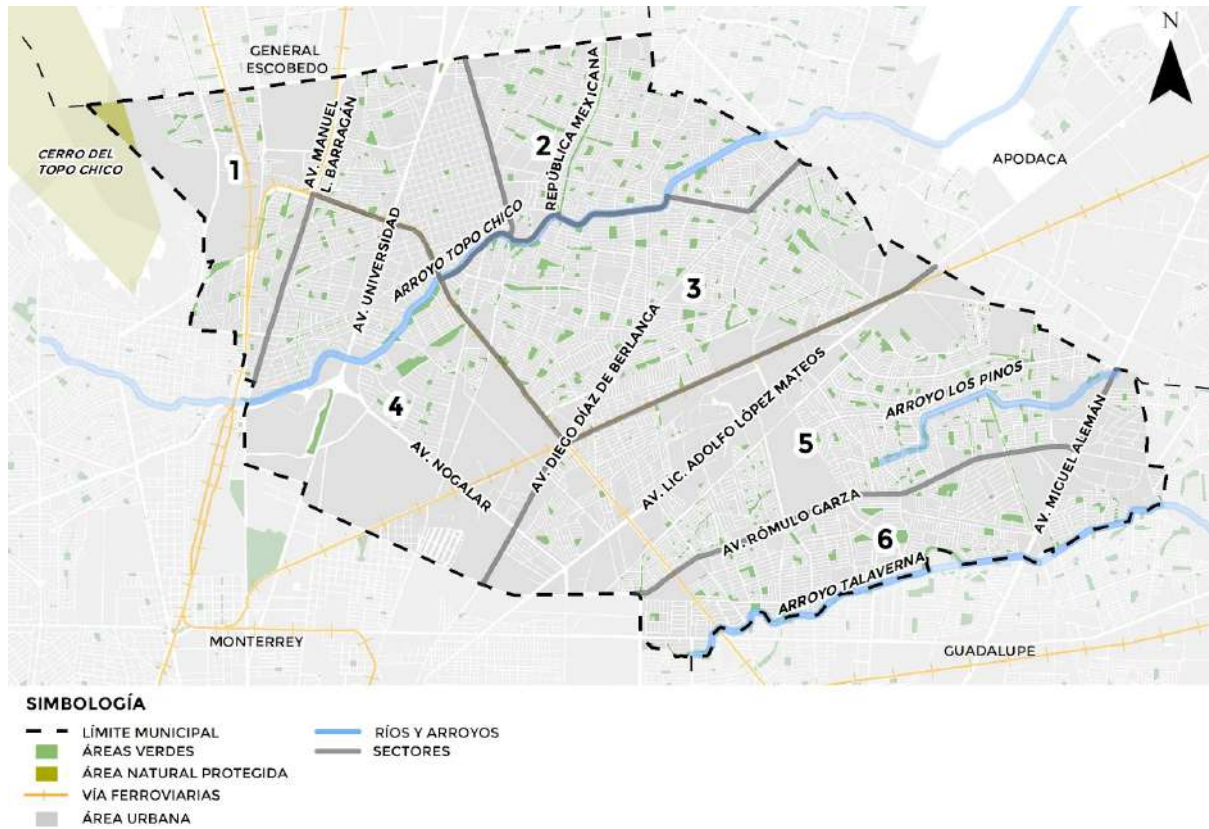 N
GENERAL
ESCOBEDO
AV. MANUEL
L. BARRAGÁN
2
REPÚBLICA MEXICANA
CERRO DEL
TOPO CHICO
1
APODACA
AV. UNIVERSIDAD
ARROYO TOPO CHICO
3
AV. DIEGO DÍAZ DE BERLANGA
AV. LIC. ADOLFO LÓPEZ MATEOS
ARROYO LOS PINOS
4
5
AV. MIGUEL ALEMÁN
AV. NOGALAR
AV. RÓMULO GARZA
6
ARROYO TALAVERNA
MONTERREY
GUADALUPE
SIMBOLOGÍA
LÍMITE MUNICIPAL
ÁREAS VERDES
ÁREA NATURAL PROTEGIDA
VÍA FERROVIARIAS
ÁREA URBANA
RÍOS Y ARROYOS
SECTORES